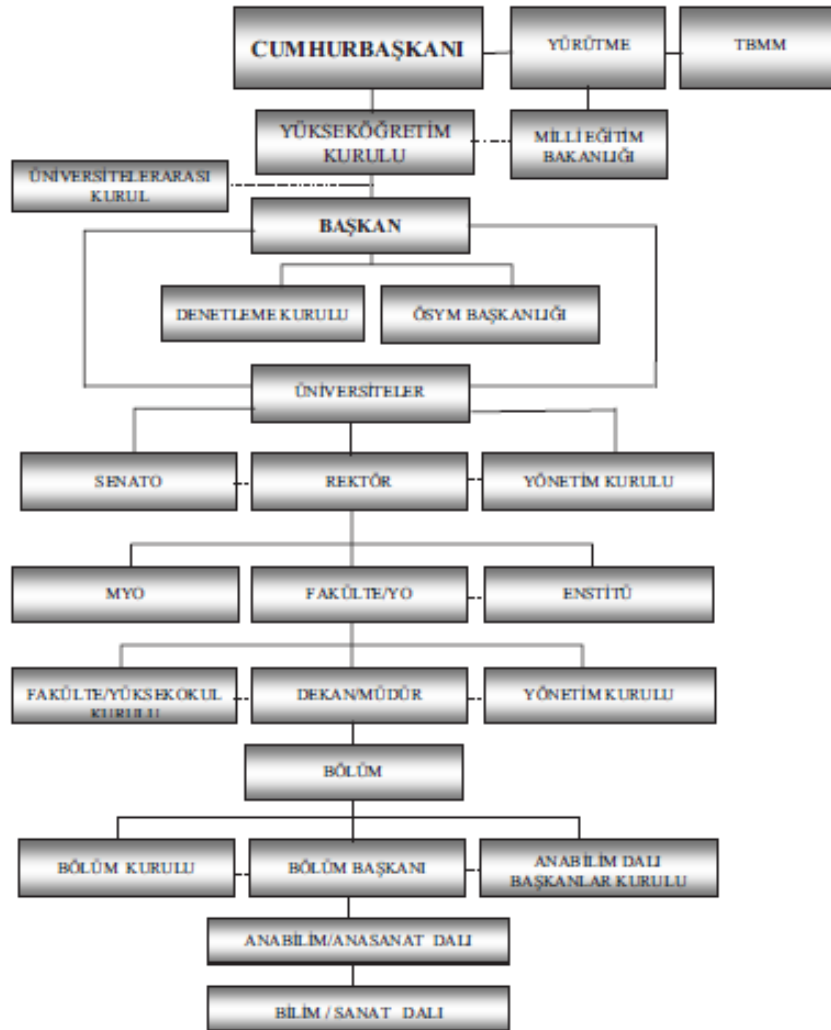 CUMHURBAŞKANI
YÜRÜTME
TBMM
YÜKSEKÖĞRETİM
KURULU
MİLLİ EĞİTİM
BAKANLIĞI
ÜNİVERSİTELERARASI
KURUL
BAŞKAN
DENETLEME KURULU
ÖSYM BAŞKANLIĞI
ÜNİVERSİTELER
SENATO
REKTÖR
YÖNETİM KURULU
MYO
FAKÜLTE/YO
ENSTİTÜ
FAKÜLTE/YÜKSEKOKUL
KURULU
DEKAN/MÜDÜR
YÖNETİM KURULU
BÖLÜM
BÖLÜM KURULU
BÖLÜM BAŞKANI
ANABİLİM DALI
BAŞKANLAR KURULU
ANABİLİM/ANASANAT DALI
BİLİM / SANAT DALI